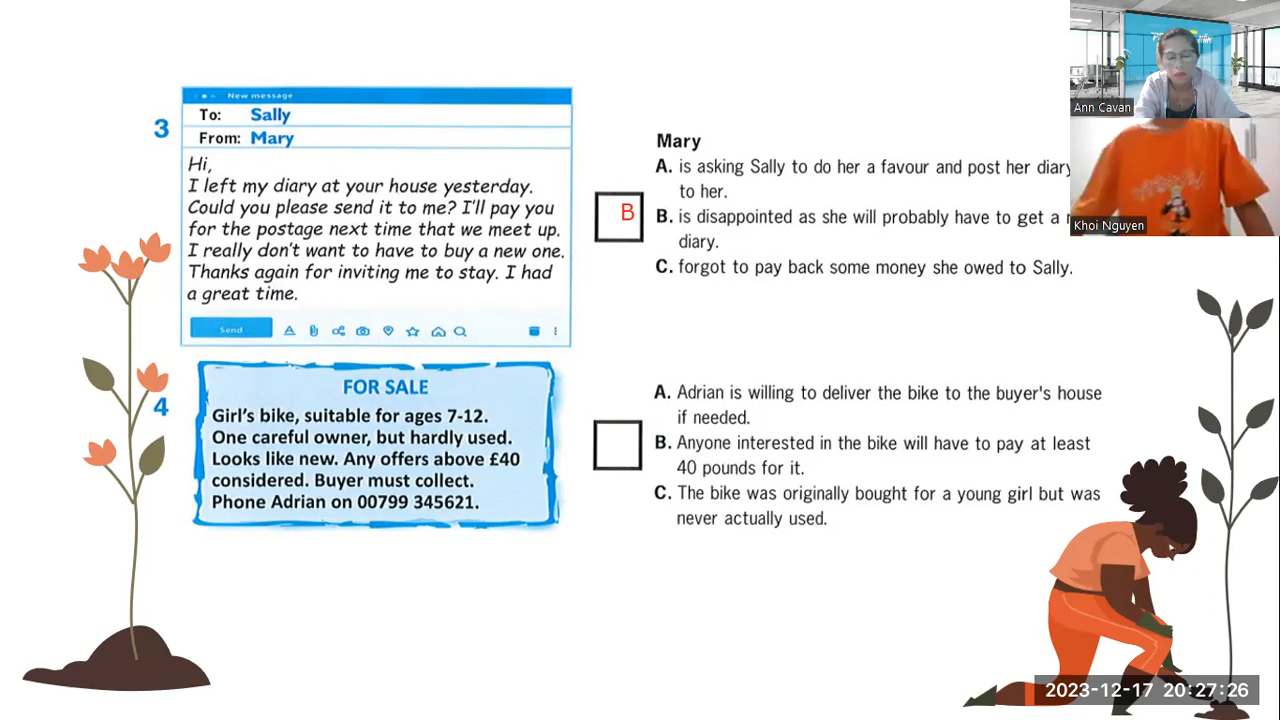 New message
3
To: Sally
From: Mary
Hi,
I left my diary at your house yesterday.
Could you please send it to me? I'll pay you
for the postage next time that we meet up.
I really don't want to have to buy a new one.
Thanks again for inviting me to stay. I had
a great time.
Send
B
Mary
A. is asking Sally to do her a favour and post her diary
to her.
B. is disappointed as she will probably have to get a
diary.
C. forgot to pay back some money she owed to Sally.
4
FOR SALE
Girl's bike, suitable for ages 7-12.
One careful owner, but hardly used.
Looks like new. Any offers above £40
considered. Buyer must collect.
Phone Adrian on 00799 345621.
A. Adrian is willing to deliver the bike to the buyer's house
if needed.
B. Anyone interested in the bike will have to pay at least
40 pounds for it.
C. The bike was originally bought for a young girl but was
never actually used.
Ann Cavan
Khoi Nguyen
2023-12-17 20:27:26